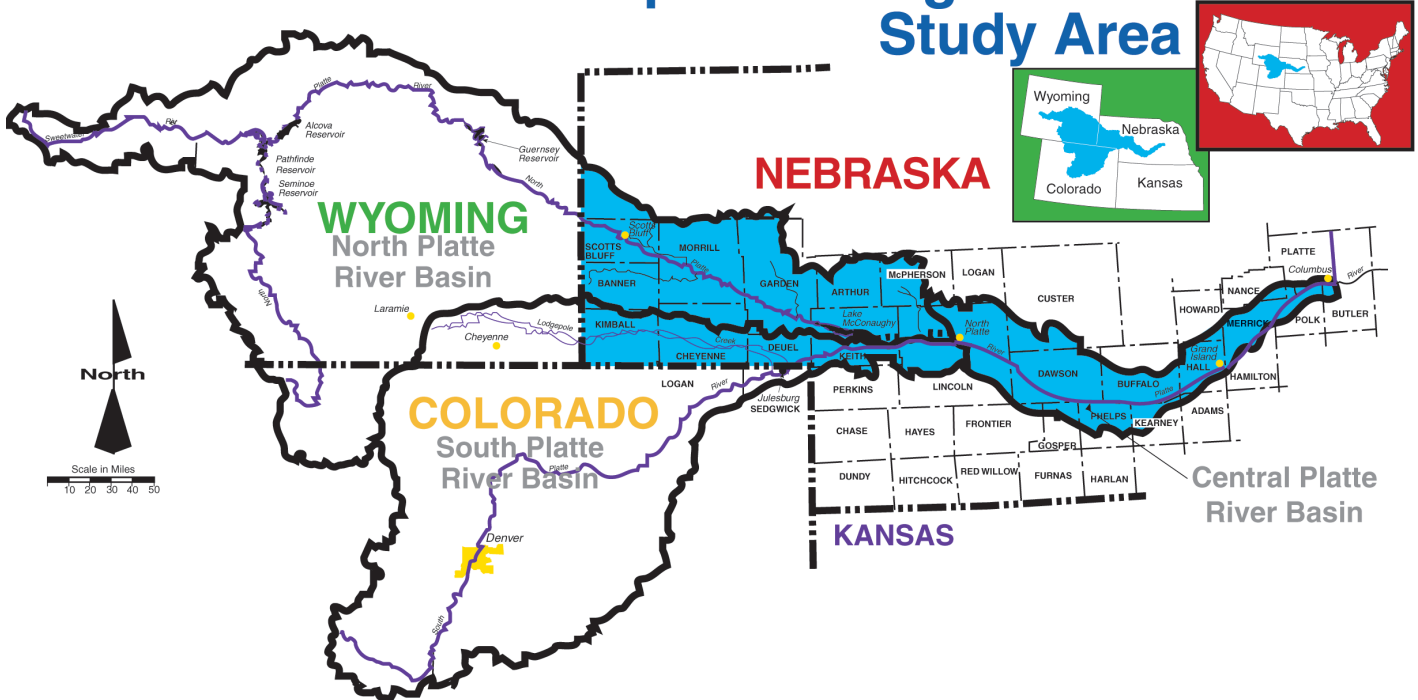 Study Area
Wyoming
Nebraska
Colorado
Kansas
NEBRASKA
WYOMING
North Platte
River Basin
COLORADO
South Platte
River Basin
KANSAS
Central Platte
River Basin
Sweetwater
Platte
River
Alcova
Reservoir
Pathfinde
Reservoir
Seminoe
Reservoir
Guernsey
Reservoir
North
North
Laramie
Cheyenne
Lodgepole
Creek
Scotts
Bluff
SCOTTS
BLUFF
MORRILL
Platte
BANNER
GARDEN
KIMBALL
CHEYENNE
DEUEL
ARTHUR
McPHERSON
LOGAN
CUSTER
Lake
McConaughy
KEITH
North
Platte
River
LINCOLN
DAWSON
BUFFALO
PHELPS
KEARNEY
Platte
Grand
Island
HALL
MERRICK
HOWARD
NANCE
PLATTE
Columbus
River
POLK
BUTLER
HAMILTON
ADAMS
GOSPER
PERKINS
CHASE
HAYES
FRONTIER
DUNDY
HITCHCOCK
RED WILLOW
FURNAS
HARLAN
LOGAN
River
Julesburg
SEDGWICK
Platte
Denver
South
North
Scale in Miles
10 20 30 40 50